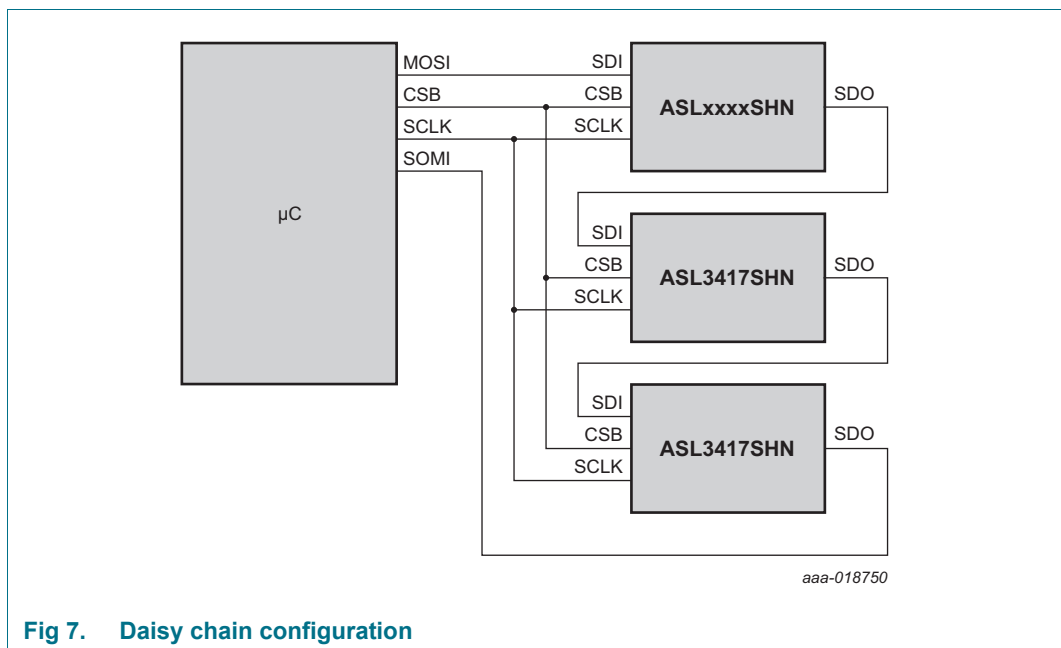 MOSI
CSB
SCLK
SOMI
µC
SDI
CSB
SCLK
ASLxxxxSHN
SDO
SDI
CSB
SCLK
ASL3417SHN
SDO
SDI
CSB
SCLK
ASL3417SHN
SDO
aaa-018750
Fig 7. Daisy chain configuration